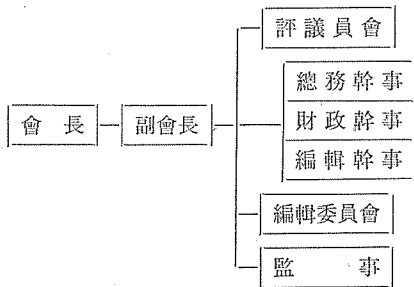 評議員會
總務幹事
會長 副會長 財政幹事
編輯幹事
編輯委員會
監事